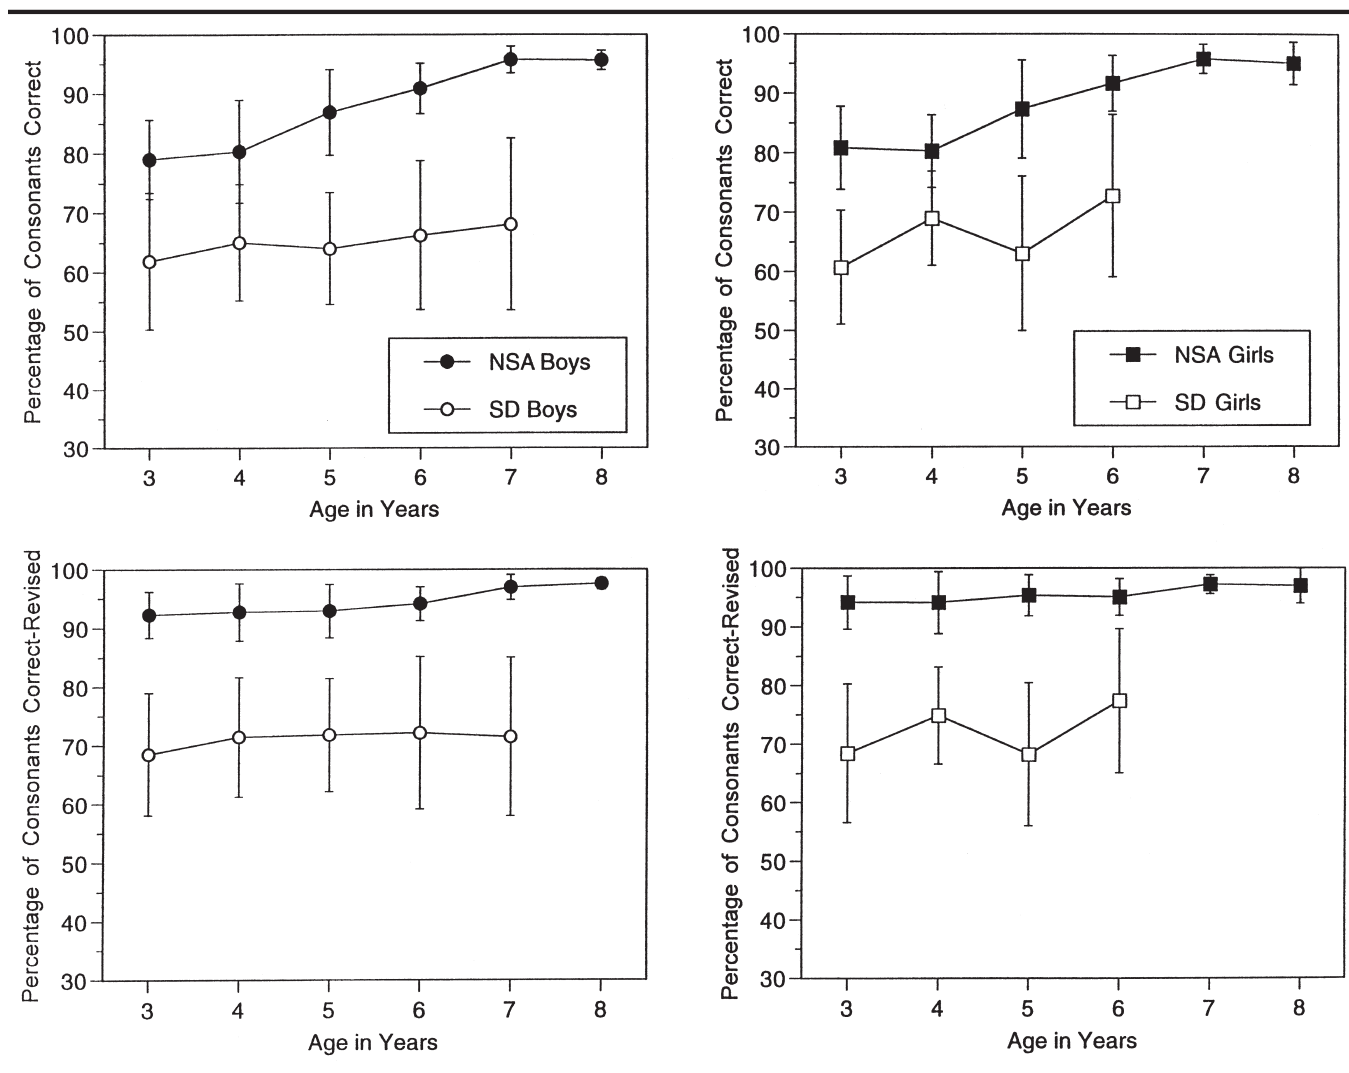 Percentage of Consonants Correct
100
90
80
70
60
50
40
30
NSA Boys
SD Boys
3 4 5 6 7 8
Age in Years
Percentage of Consonants Correct
100
90
80
70
60
50
40
30
NSA Girls
SD Girls
3 4 5 6 7 8
Age in Years
Percentage of Consonants Correct-Revised
100
90
80
70
60
50
40
30
3 4 5 6 7 8
Age in Years
Percentage of Consonants Correct-Revised
100
90
80
70
60
50
40
30
3 4 5 6 7 8
Age in Years